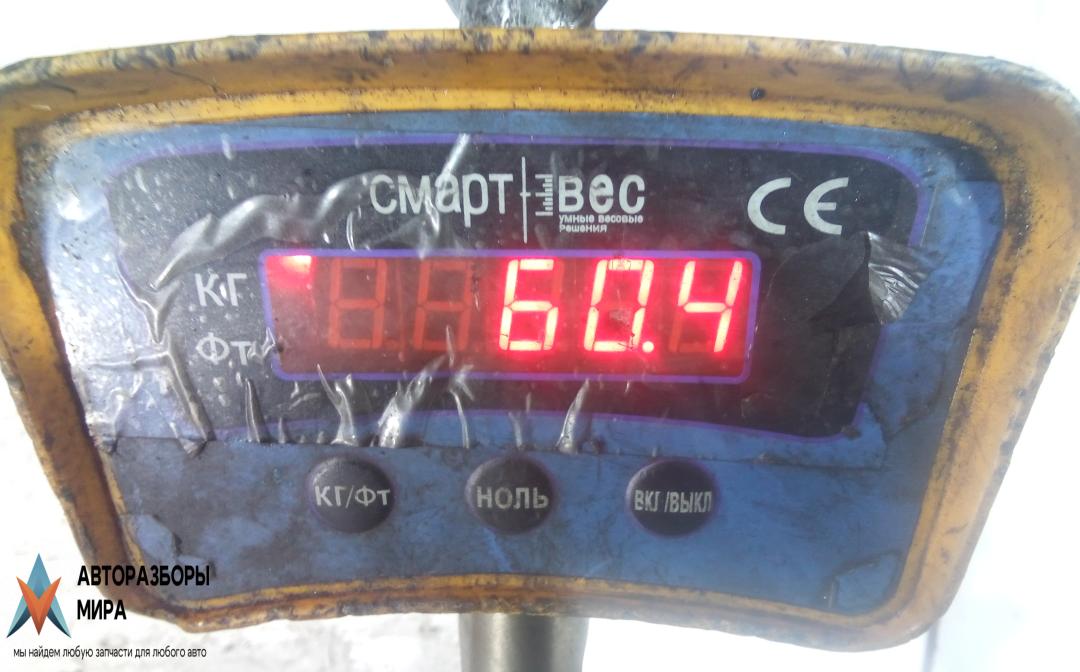 смарт вес
умные весовые
решения
CE
КГ
60.4
ФТ
КГ/ФТ НОЛЬ ВКЛ/ВЫКЛ
АВТОРАЗБОРЫ
МИРА
мы найдем любую запчасти для любого авто